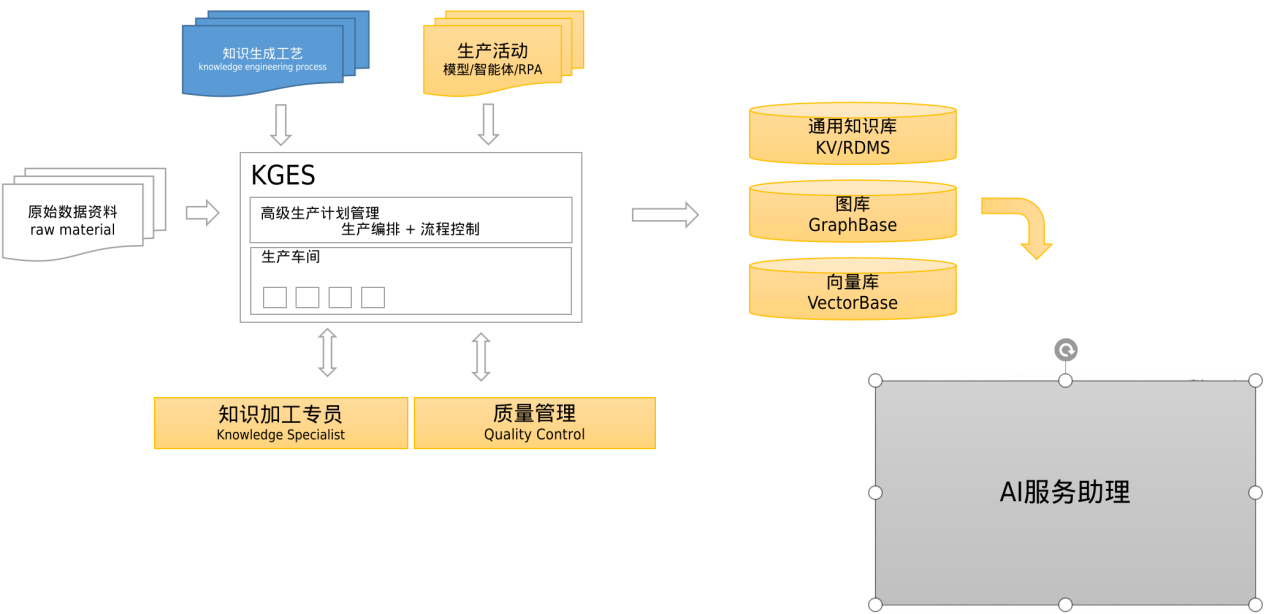 知识生成工艺
knowledge engineering process
生产活动
模型/智能体/RPA
原始数据资料
raw material
KGES
高级生产计划管理
生产编排 + 流程控制
生产车间
通用知识库
KV/RDMS
图库
GraphBase
向量库
VectorBase
知识加工专员
Knowledge Specialist
质量管理
Quality Control
AI服务助理